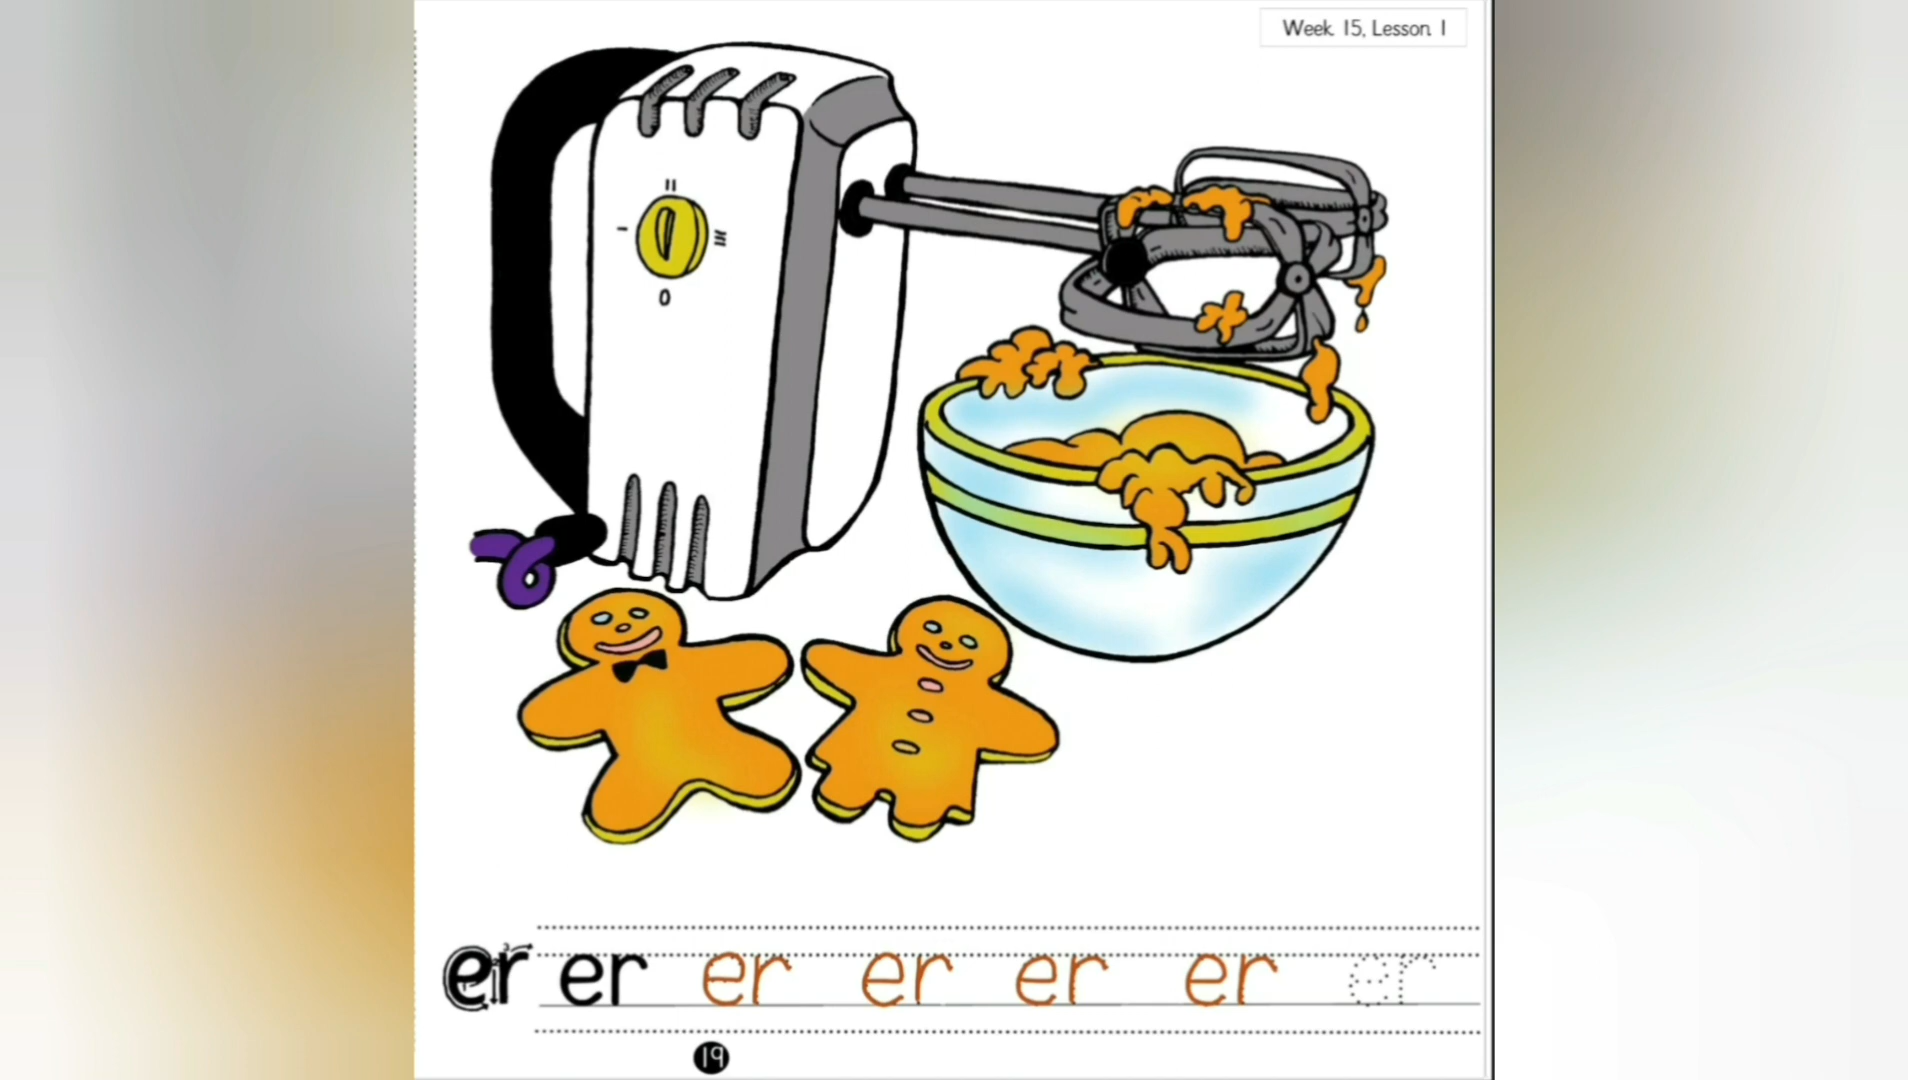 Week 15, Lesson 1
II
I
III
0
er er er er er er er
19